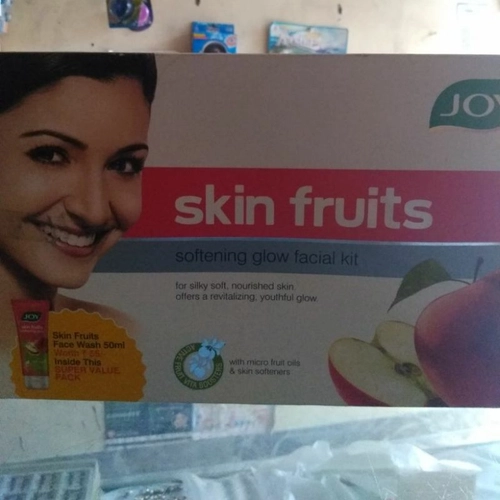 JOY
skin fruits
softening glow facial kit
for silky soft, nourished skin.
offers a revitalizing, youthful glow.
JOY
Skin Fruits
Face Wash 50ml
Inside This
SUPER VALUE
PACK
with micro fruit oils
& skin softeners